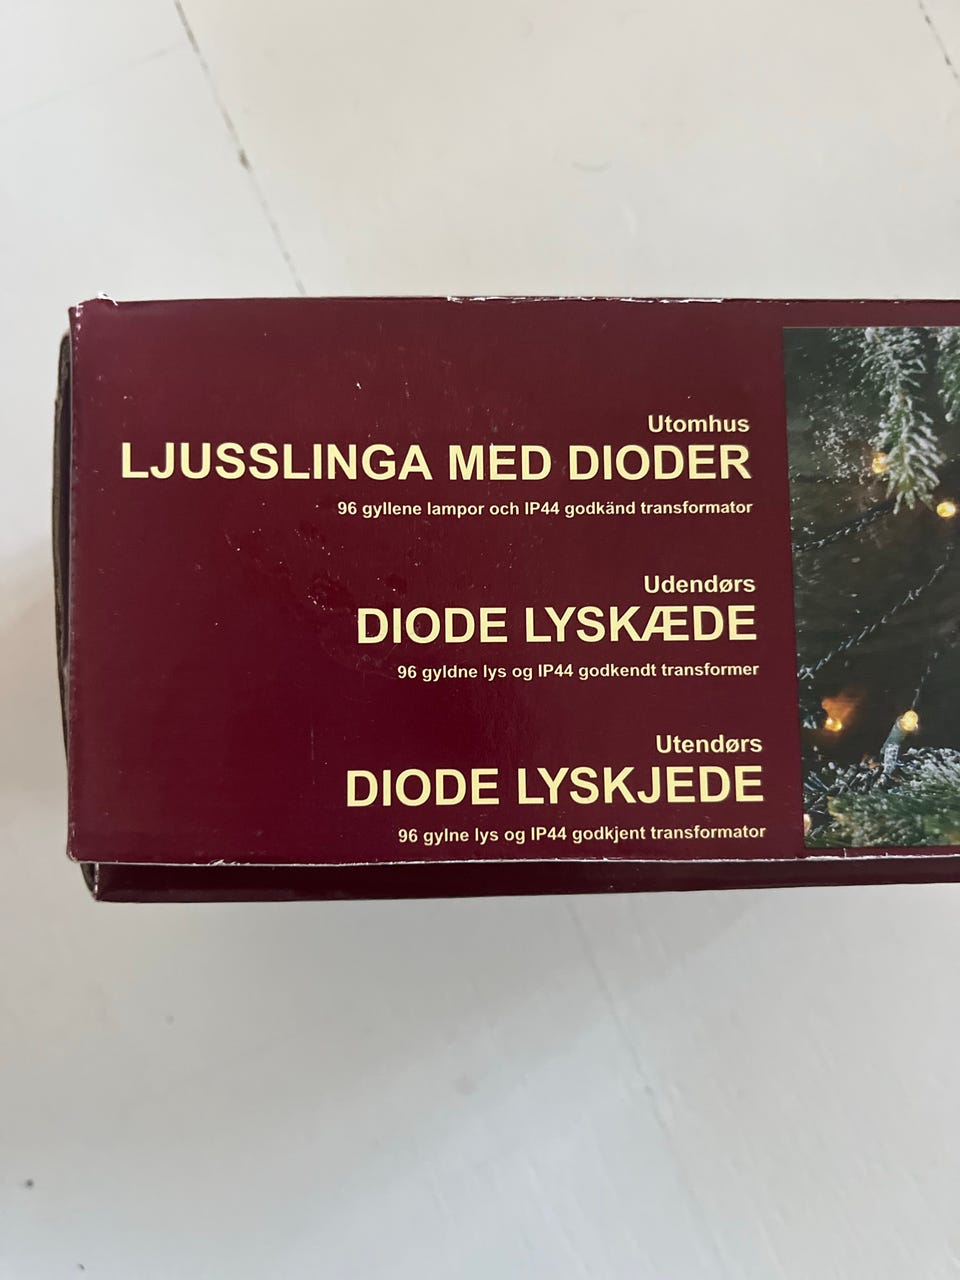 Utomhus
LJUSSLINGA MED DIODER
96 gyllene lampor och IP44 godkänd transformator
Udendørs
DIODE LYSKÆDE
96 gyldne lys og IP44 godkendt transformer
Utendørs
DIODE LYSKJEDE
96 gylne lys og IP44 godkjent transformator